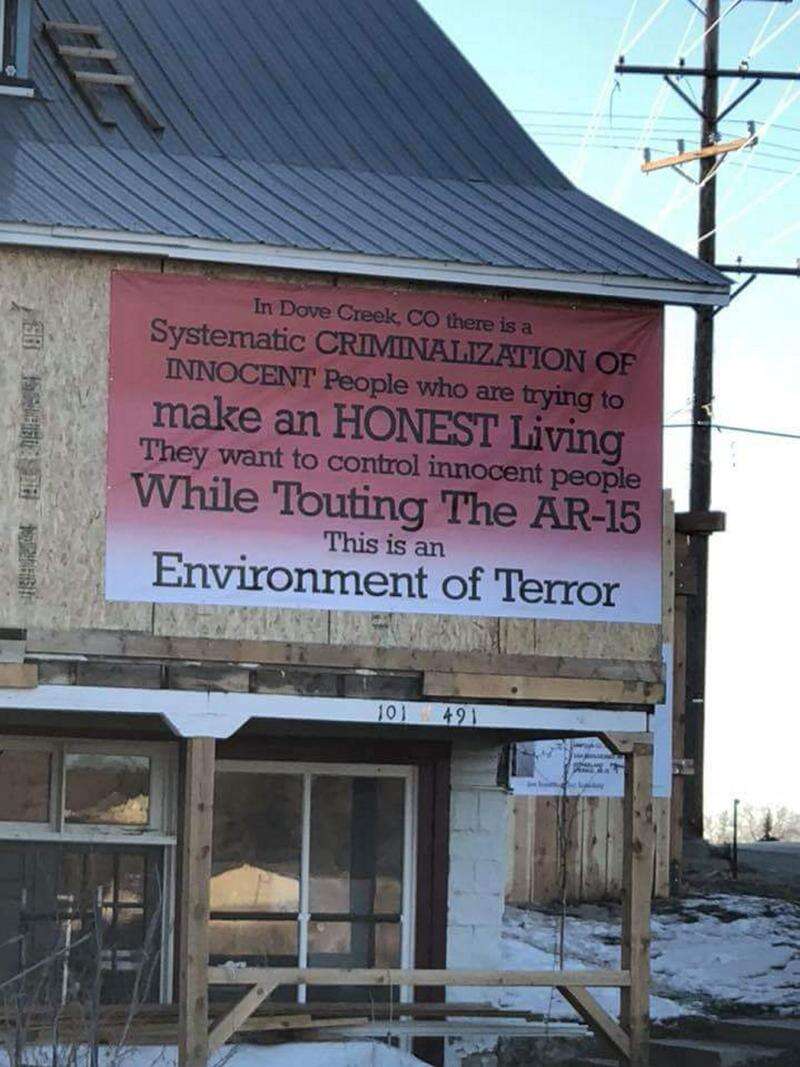 In Dove Creek, CO there is a
Systematic CRIMINALIZATION OF
INNOCENT People who are trying to
make an HONEST Living
They want to control innocent people
While Touting The AR-15
This is an
Environment of Terror
101 491